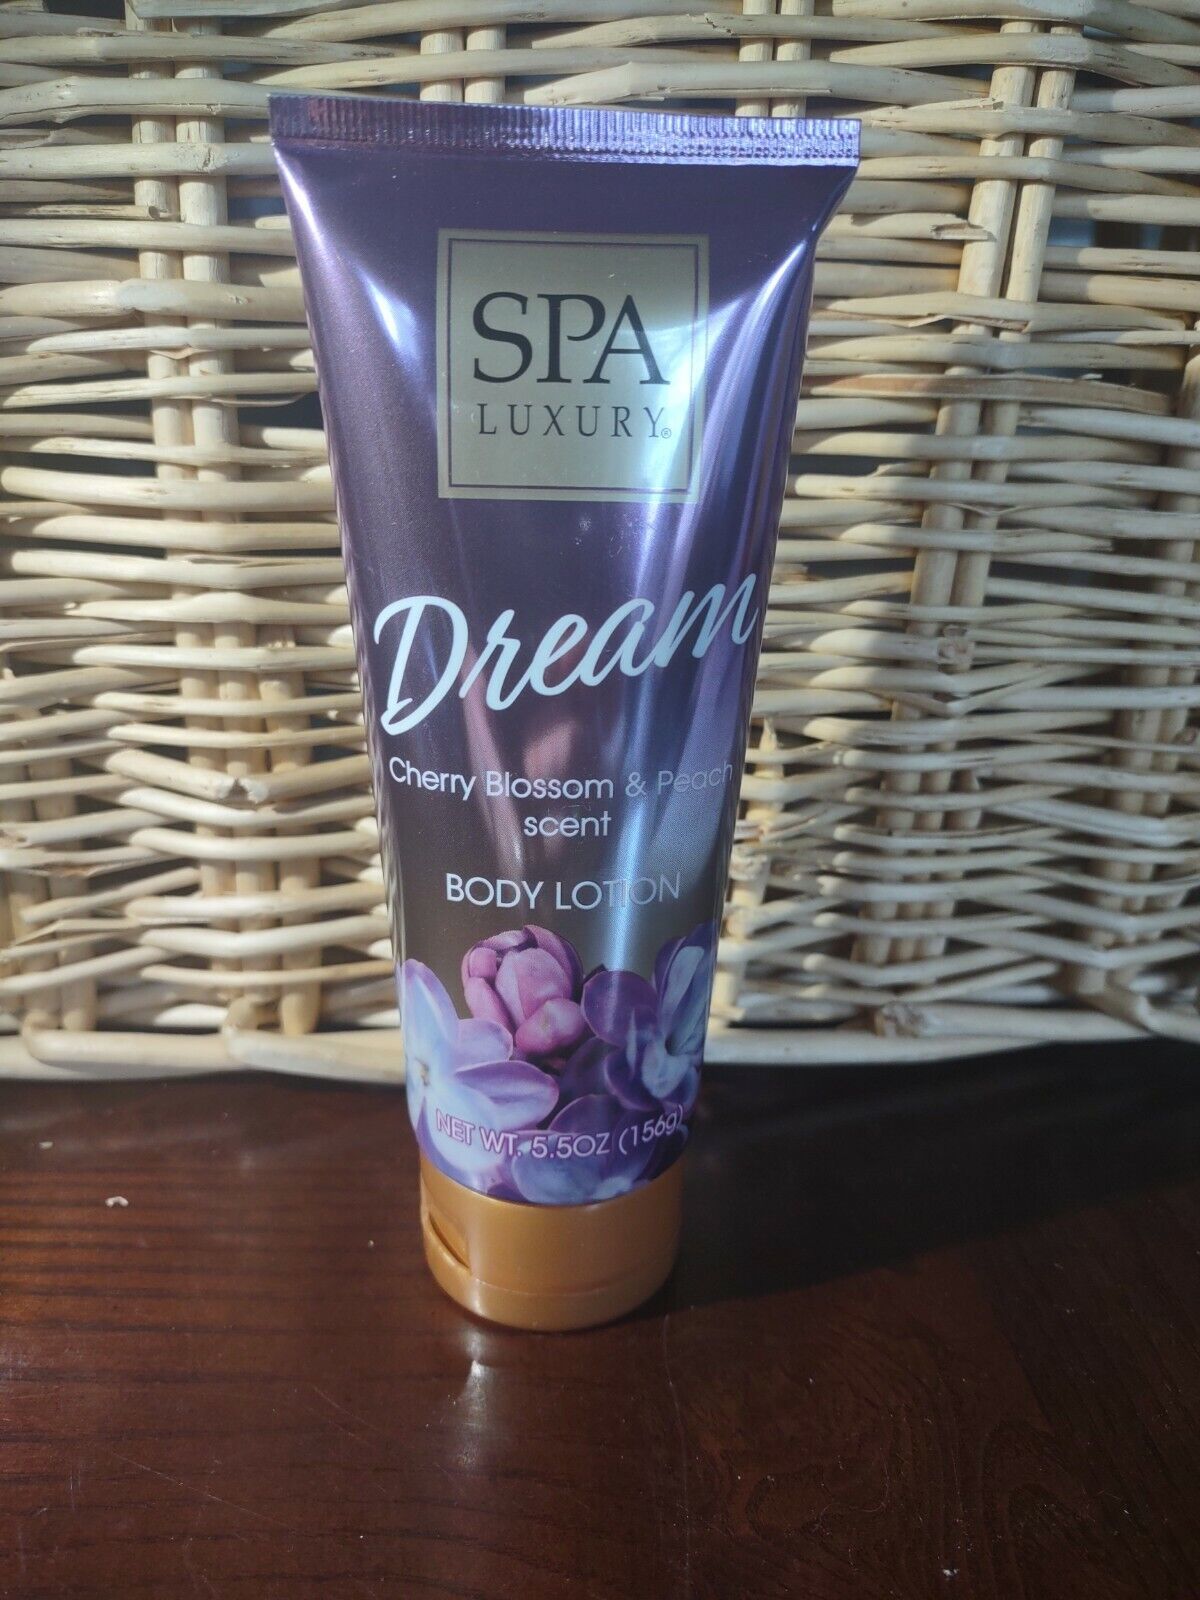 SPA
LUXURY®
Dream
Cherry Blossom & Peach
scent
BODY LOTION
NET WT. 5.5OZ (156g)